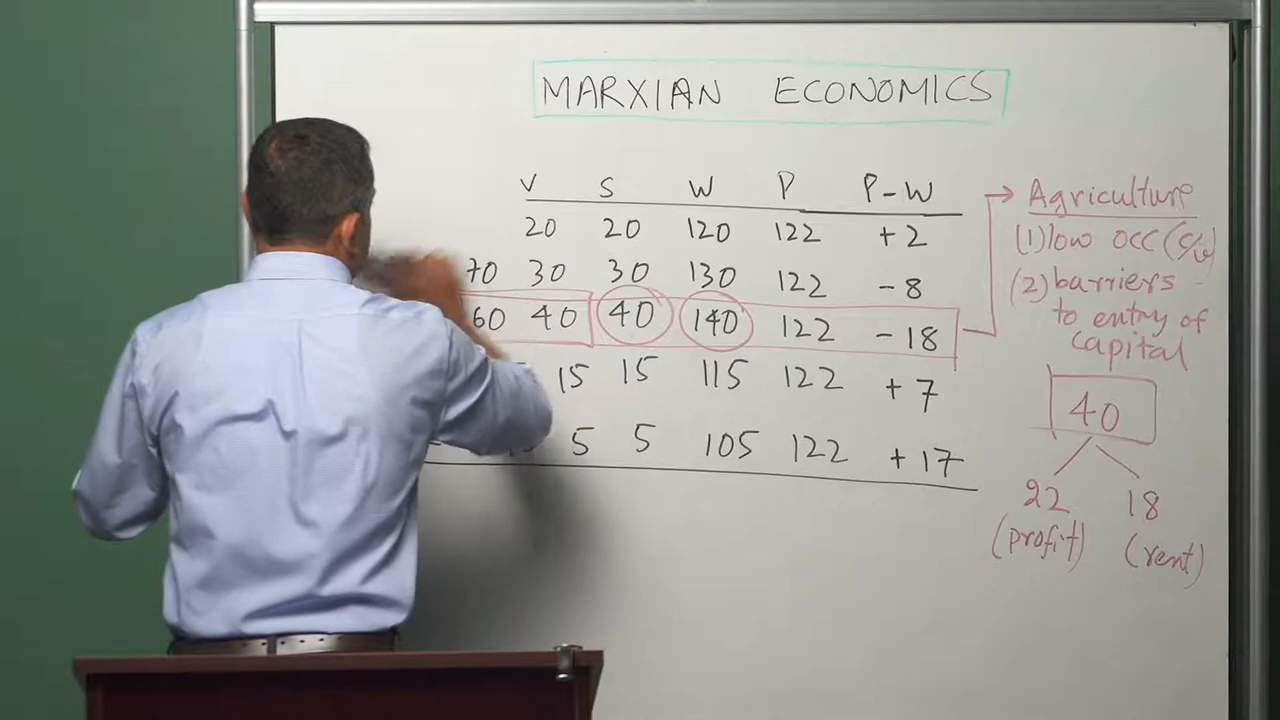 MARXIAN ECONOMICS
V S W P P-W
20 20 120 122 +2
70 30 30 130 122 -8
60 40 40 140 122 -18
15 15 115 122 +7
5 5 105 122 +17
Agriculture
(1) low OCC (c/v)
(2) barriers
to entry of
capital
40
22 18
(profit) (rent)